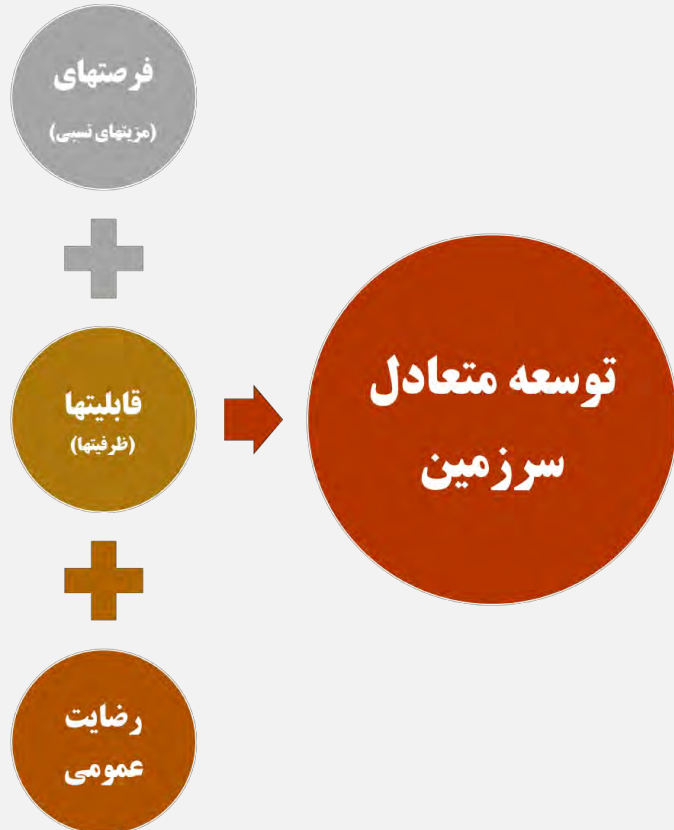 فرصتهای
(مزیتهای نسبی)
قابلیتها
(ظرفیتها)
رضایت
عمومی
توسعه متعادل
سرزمین